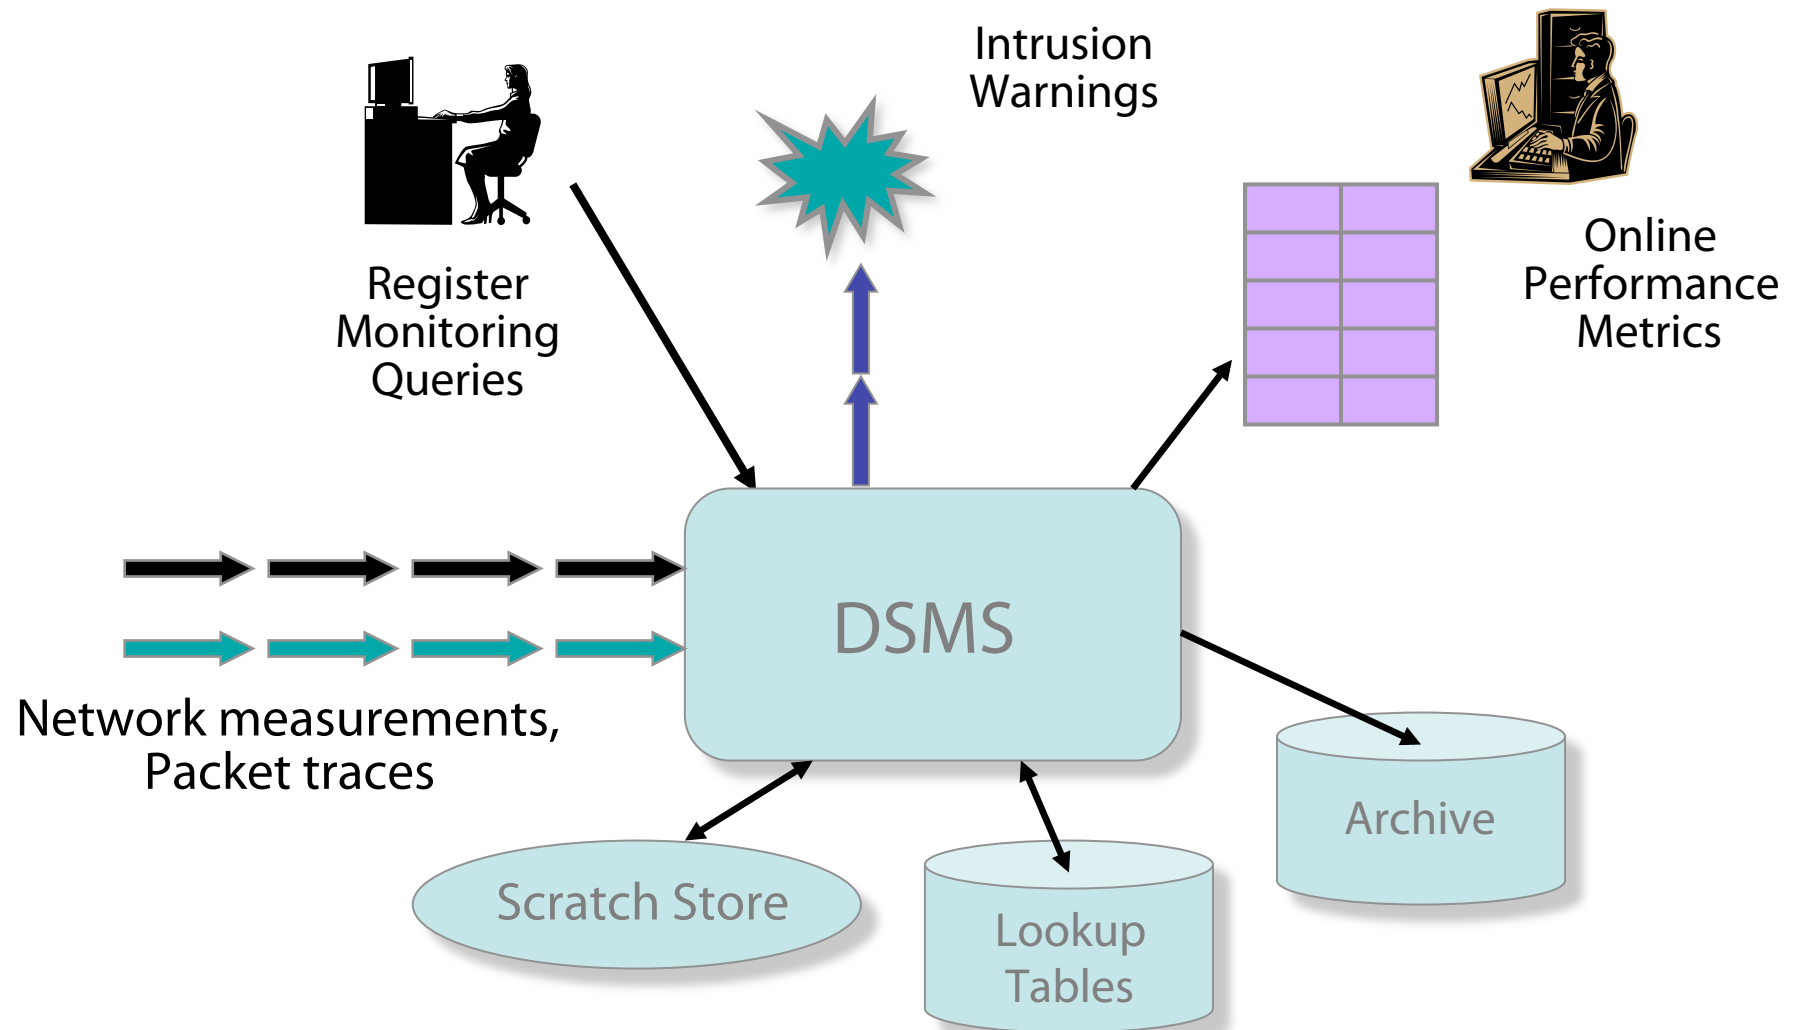 Intrusion
Warnings
Register
Monitoring
Queries
Online
Performance
Metrics
DSMS
Network measurements,
Packet traces
Archive
Scratch Store
Lookup
Tables